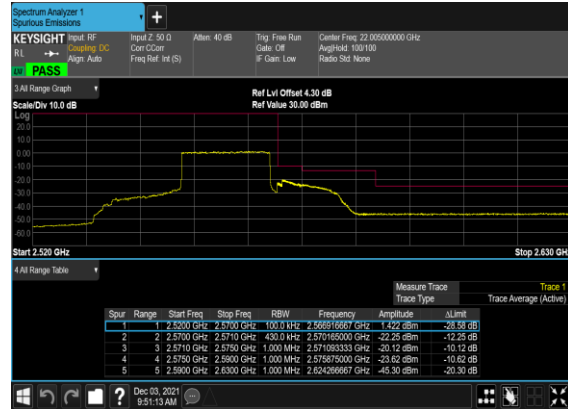 Spectrum Analyzer 1
Spurious Emissions
+
KEYSIGHT
RL
Input: RF
Coupling: DC
Align: Auto
Input Z: 50 Ω
Corr CCorr
Freq Ref: Int (S)
Atten: 40 dB
Trig: Free Run
Gate: Off
IF Gain: Low
Center Freq: 22.005000000 GHz
Avg|Hold: 100/100
Radio Std: None
LXI PASS
3 All Range Graph
Scale/Div 10.0 dB
Ref Lvl Offset 4.30 dB
Ref Value 30.00 dBm
Log
20.0
10.0
0.00
-10.0
-20.0
-30.0
-40.0
-50.0
-60.0
Start 2.520 GHz
Stop 2.630 GHz
4 All Range Table
Measure Trace Trace 1
Trace Type Trace Average (Active)
Spur Range Start Freq Stop Freq RBW Frequency Amplitude ΔLimit
1 1 2.5200 GHz 2.5700 GHz 100.0 kHz 2.566916667 GHz 1.422 dBm -28.58 dB
2 2 2.5700 GHz 2.5710 GHz 430.0 kHz 2.570165000 GHz -22.25 dBm -12.25 dB
3 3 2.5710 GHz 2.5750 GHz 1.000 MHz 2.571093333 GHz -20.12 dBm -10.12 dB
4 4 2.5750 GHz 2.5900 GHz 1.000 MHz 2.575875000 GHz -23.62 dBm -10.62 dB
5 5 2.5900 GHz 2.6300 GHz 1.000 MHz 2.624266667 GHz -45.30 dBm -20.30 dB
?
Dec 03, 2021
9:51:13 AM